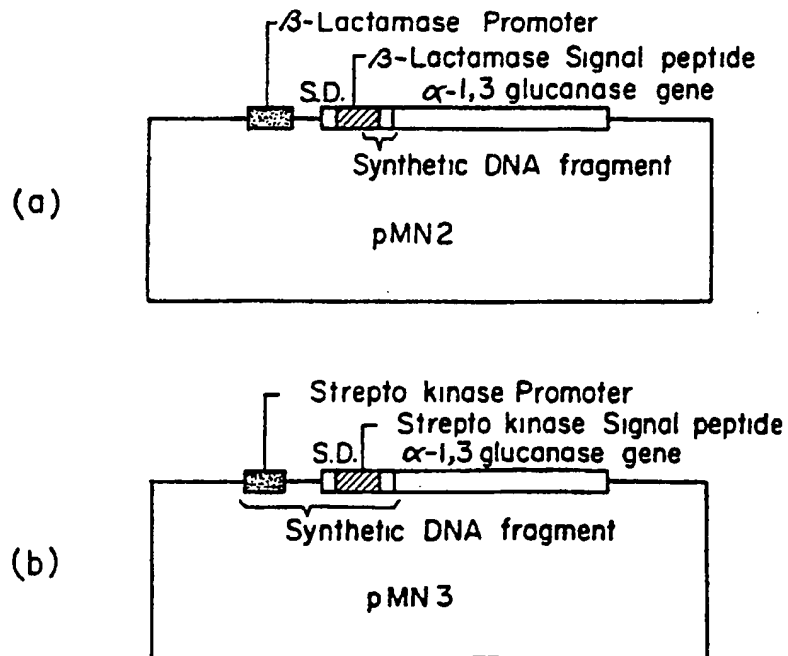 β-Lactamase Promoter
β-Lactamase Signal peptide
S.D.
α-1,3 glucanase gene
Synthetic DNA fragment
(a)
pMN2
Strepto kinase Promoter
Strepto kinase Signal peptide
S.D.
α-1,3 glucanase gene
Synthetic DNA fragment
(b)
pMN3